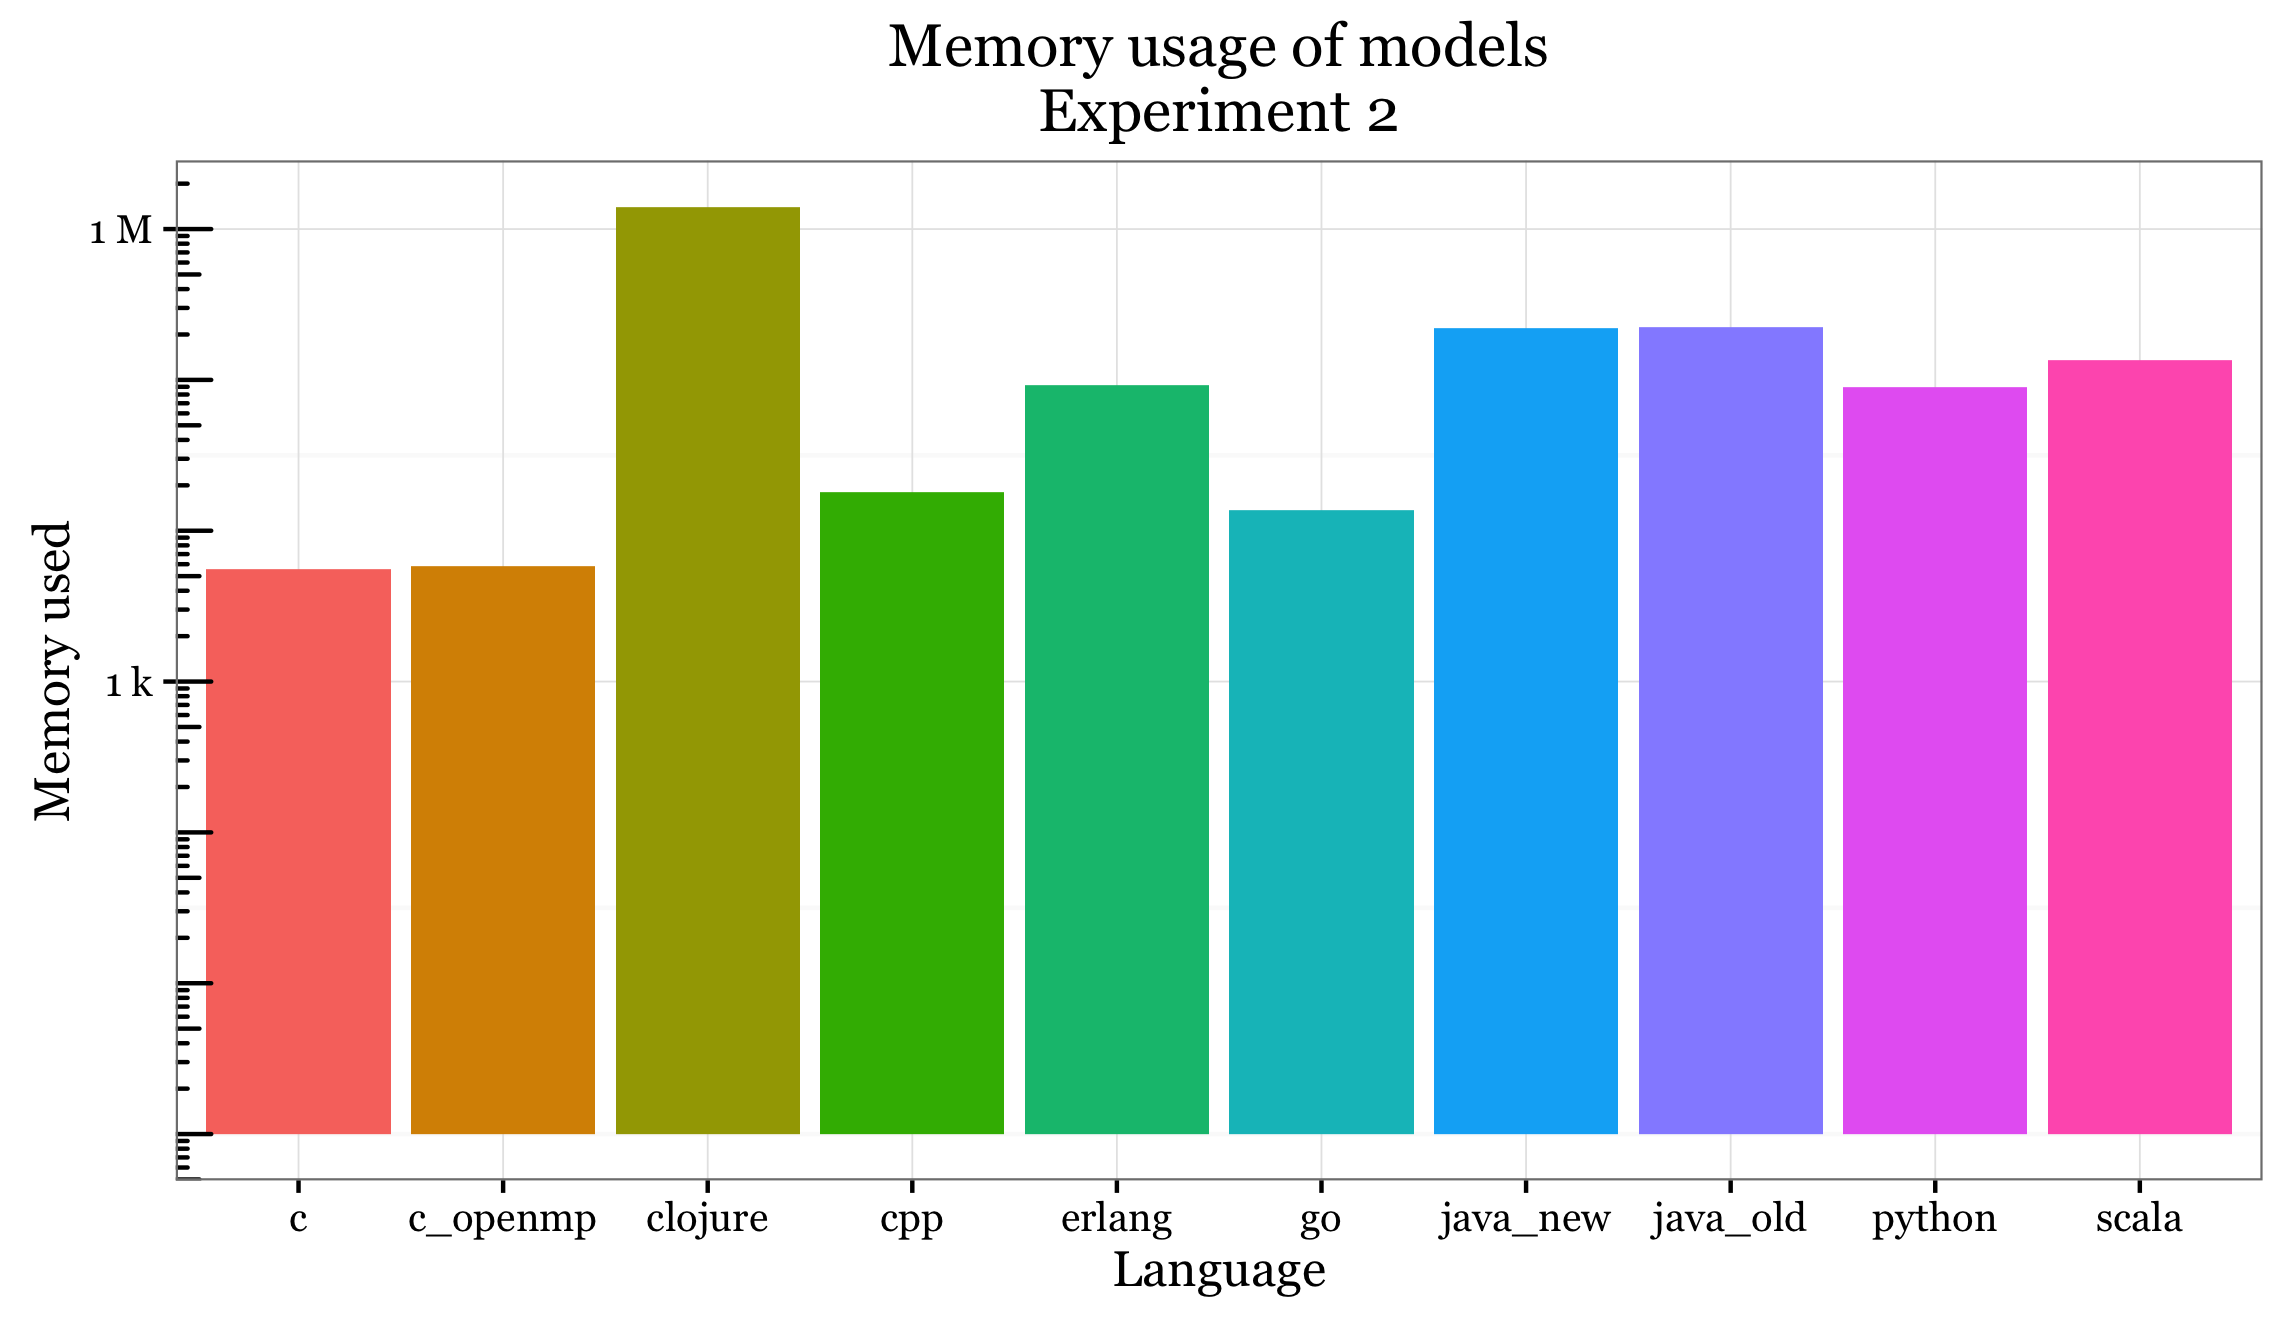 Memory usage of models
Experiment 2
1 M
1 k
Memory used
c c_openmp clojure cpp erlang go java_new java_old python scala
Language